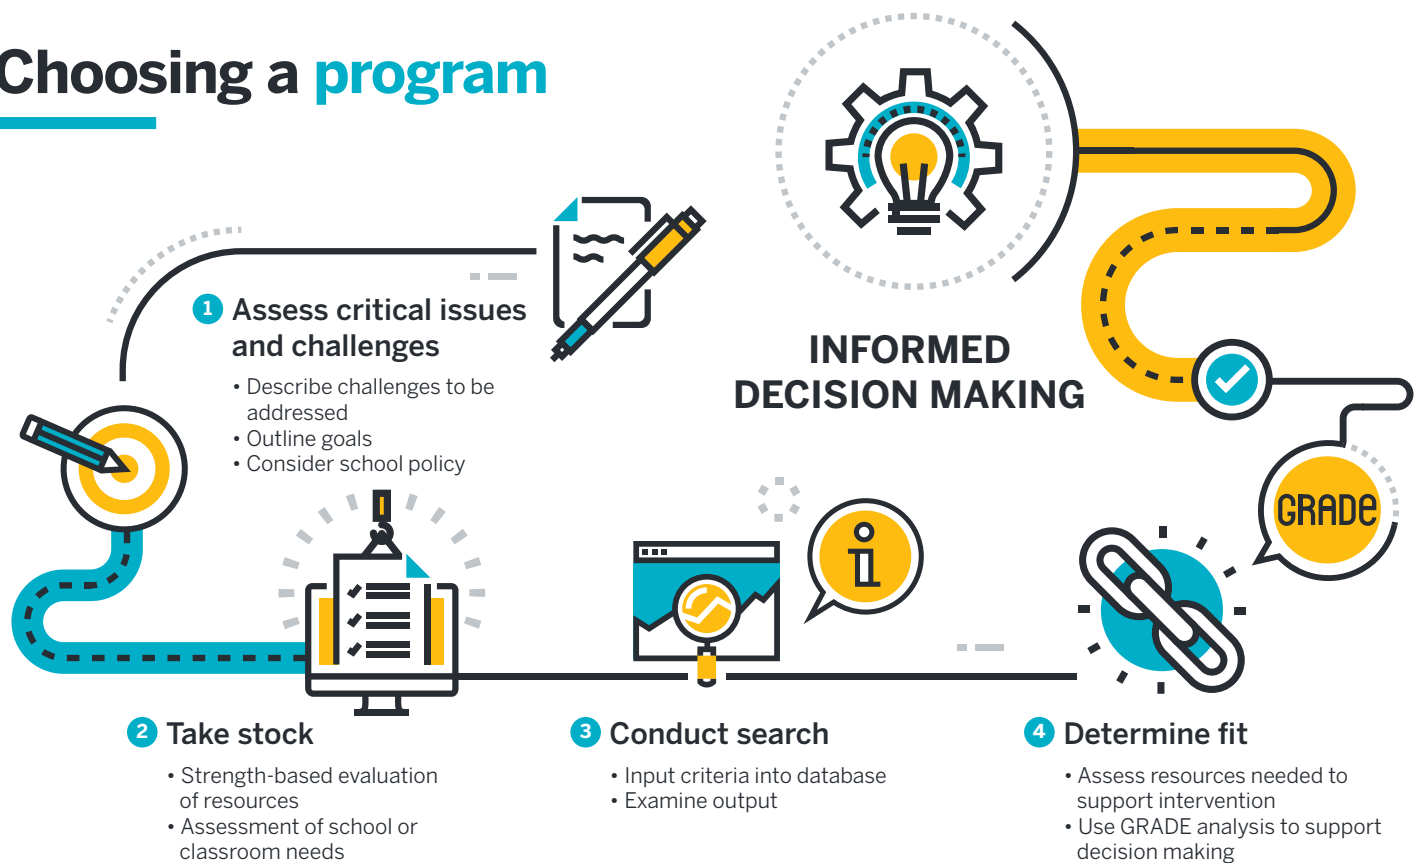 Choosing a program
1 Assess critical issues
and challenges
• Describe challenges to be
addressed
• Outline goals
• Consider school policy
INFORMED
DECISION MAKING
GRADE
i
2 Take stock
• Strength-based evaluation
of resources
• Assessment of school or
classroom needs
3 Conduct search
• Input criteria into database
• Examine output
4 Determine fit
• Assess resources needed to
support intervention
• Use GRADE analysis to support
decision making